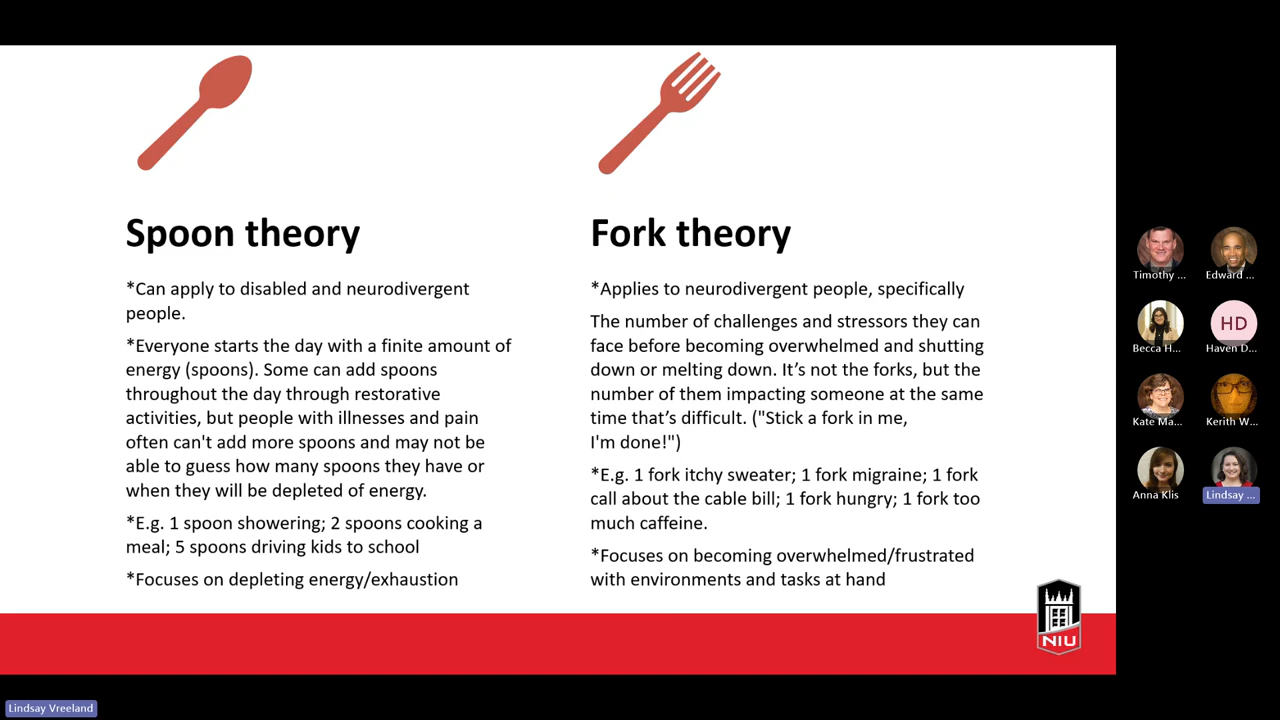 Spoon theory
*Can apply to disabled and neurodivergent
people.
*Everyone starts the day with a finite amount of
energy (spoons). Some can add spoons
throughout the day through restorative
activities, but people with illnesses and pain
often can't add more spoons and may not be
able to guess how many spoons they have or
when they will be depleted of energy.
*E.g. 1 spoon showering; 2 spoons cooking a
meal; 5 spoons driving kids to school
*Focuses on depleting energy/exhaustion
Fork theory
*Applies to neurodivergent people, specifically
The number of challenges and stressors they can
face before becoming overwhelmed and shutting
down or melting down. It’s not the forks, but the
number of them impacting someone at the same
time that’s difficult. ("Stick a fork in me,
I'm done!")
*E.g. 1 fork itchy sweater; 1 fork migraine; 1 fork
call about the cable bill; 1 fork hungry; 1 fork too
much caffeine.
*Focuses on becoming overwhelmed/frustrated
with environments and tasks at hand
NIU
Timothy ...
Edward ...
Becca H...
HD
Haven D...
Kate Ma...
Kerith W...
Anna Klis
Lindsay ...
Lindsay Vreeland